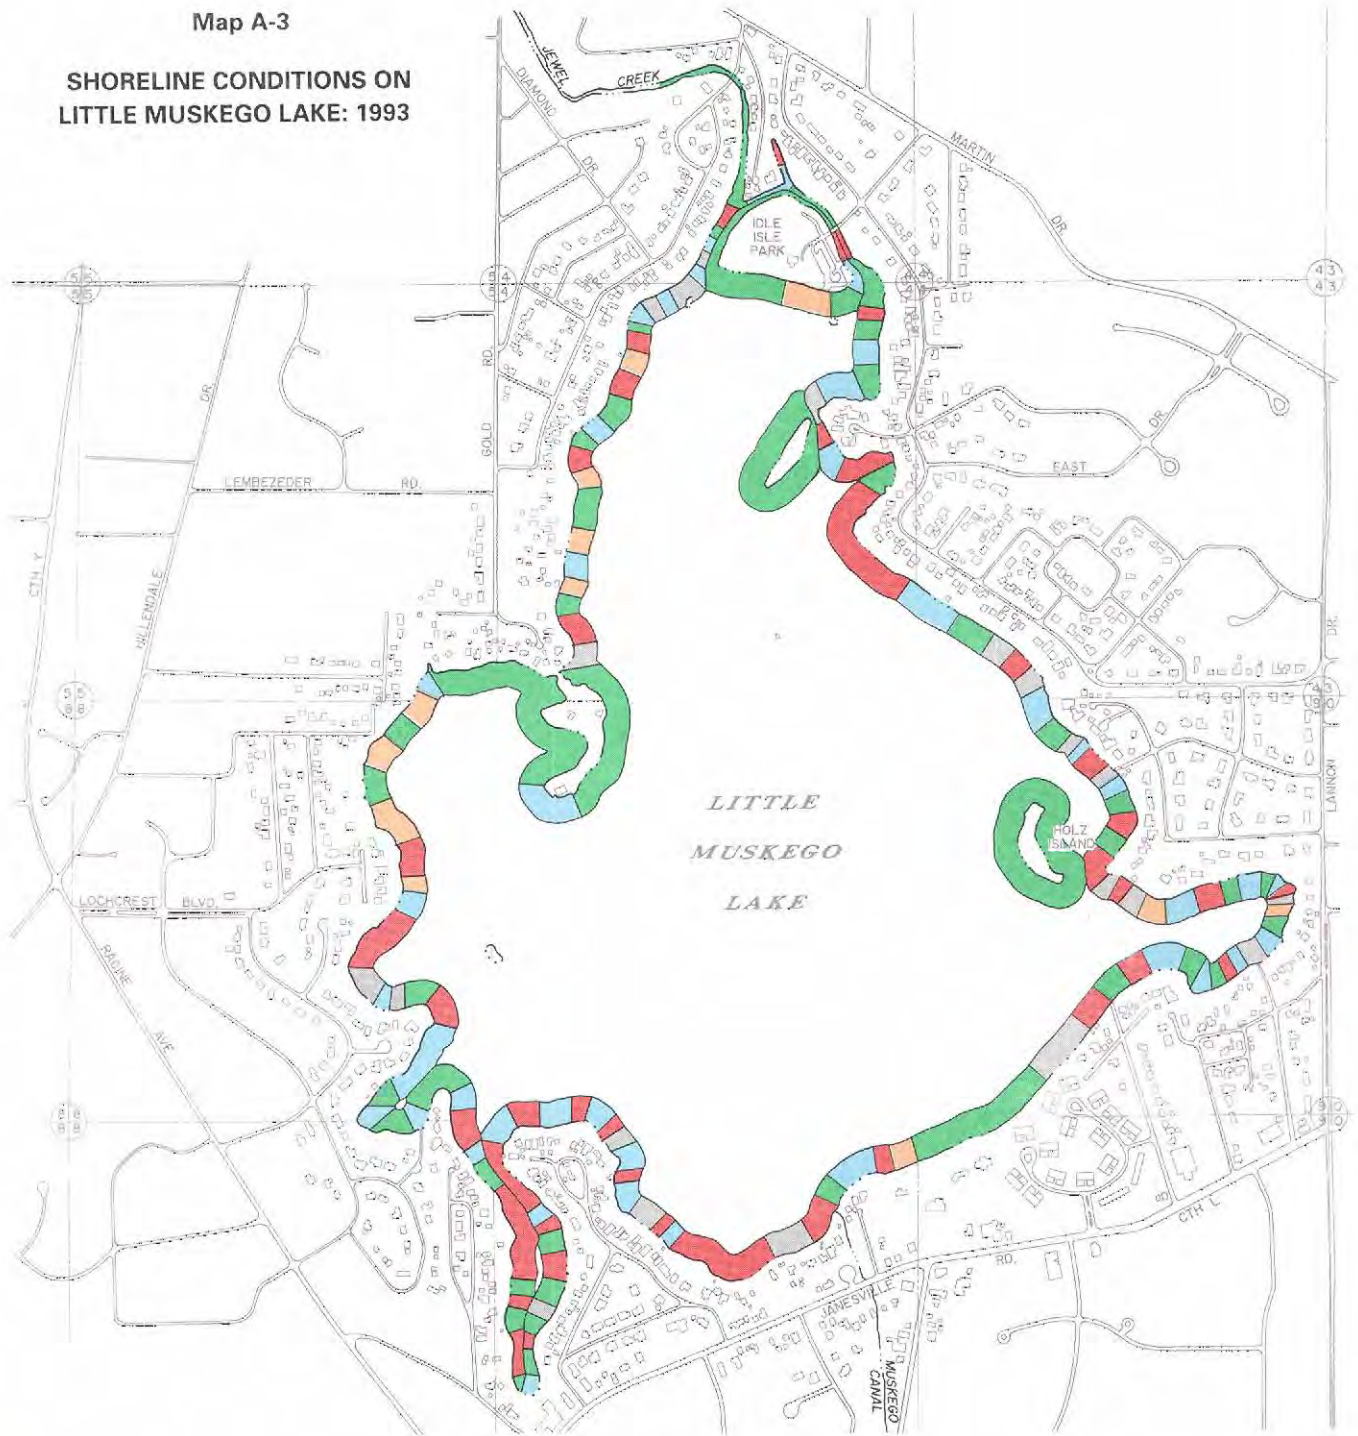 Map A-3
SHORELINE CONDITIONS ON
LITTLE MUSKEGO LAKE: 1993
JEWEL
CREEK
DIAMOND
DR.
MARTIN
DR.
IDLE
ISLE
PARK
43
43
GOLD
RD.
DR.
HILLENDALE
CTH Y
LEMBEZEDER
RD.
EAST
DR.
DR.
LANNON
LITTLE
MUSKEGO
LAKE
HOLZ
ISLAND
LOCHCREST
BLVD.
RACINE
AVE
CTH L
RD.
JANESVILLE
MUSKEGO
CANAL